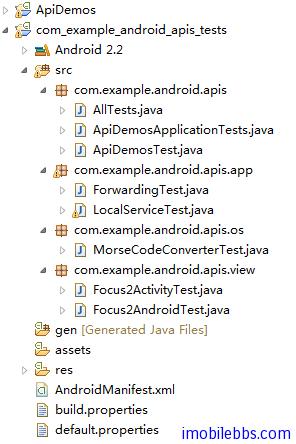 ApiDemos
com_example_android_apis_tests
Android 2.2
src
com.example.android.apis
AllTests.java
ApiDemosApplicationTests.java
ApiDemosTest.java
com.example.android.apis.app
ForwardingTest.java
LocalServiceTest.java
com.example.android.apis.os
MorseCodeConverterTest.java
com.example.android.apis.view
Focus2ActivityTest.java
Focus2AndroidTest.java
gen [Generated Java Files]
assets
res
AndroidManifest.xml
build.properties
default.properties
imobilebbs.com